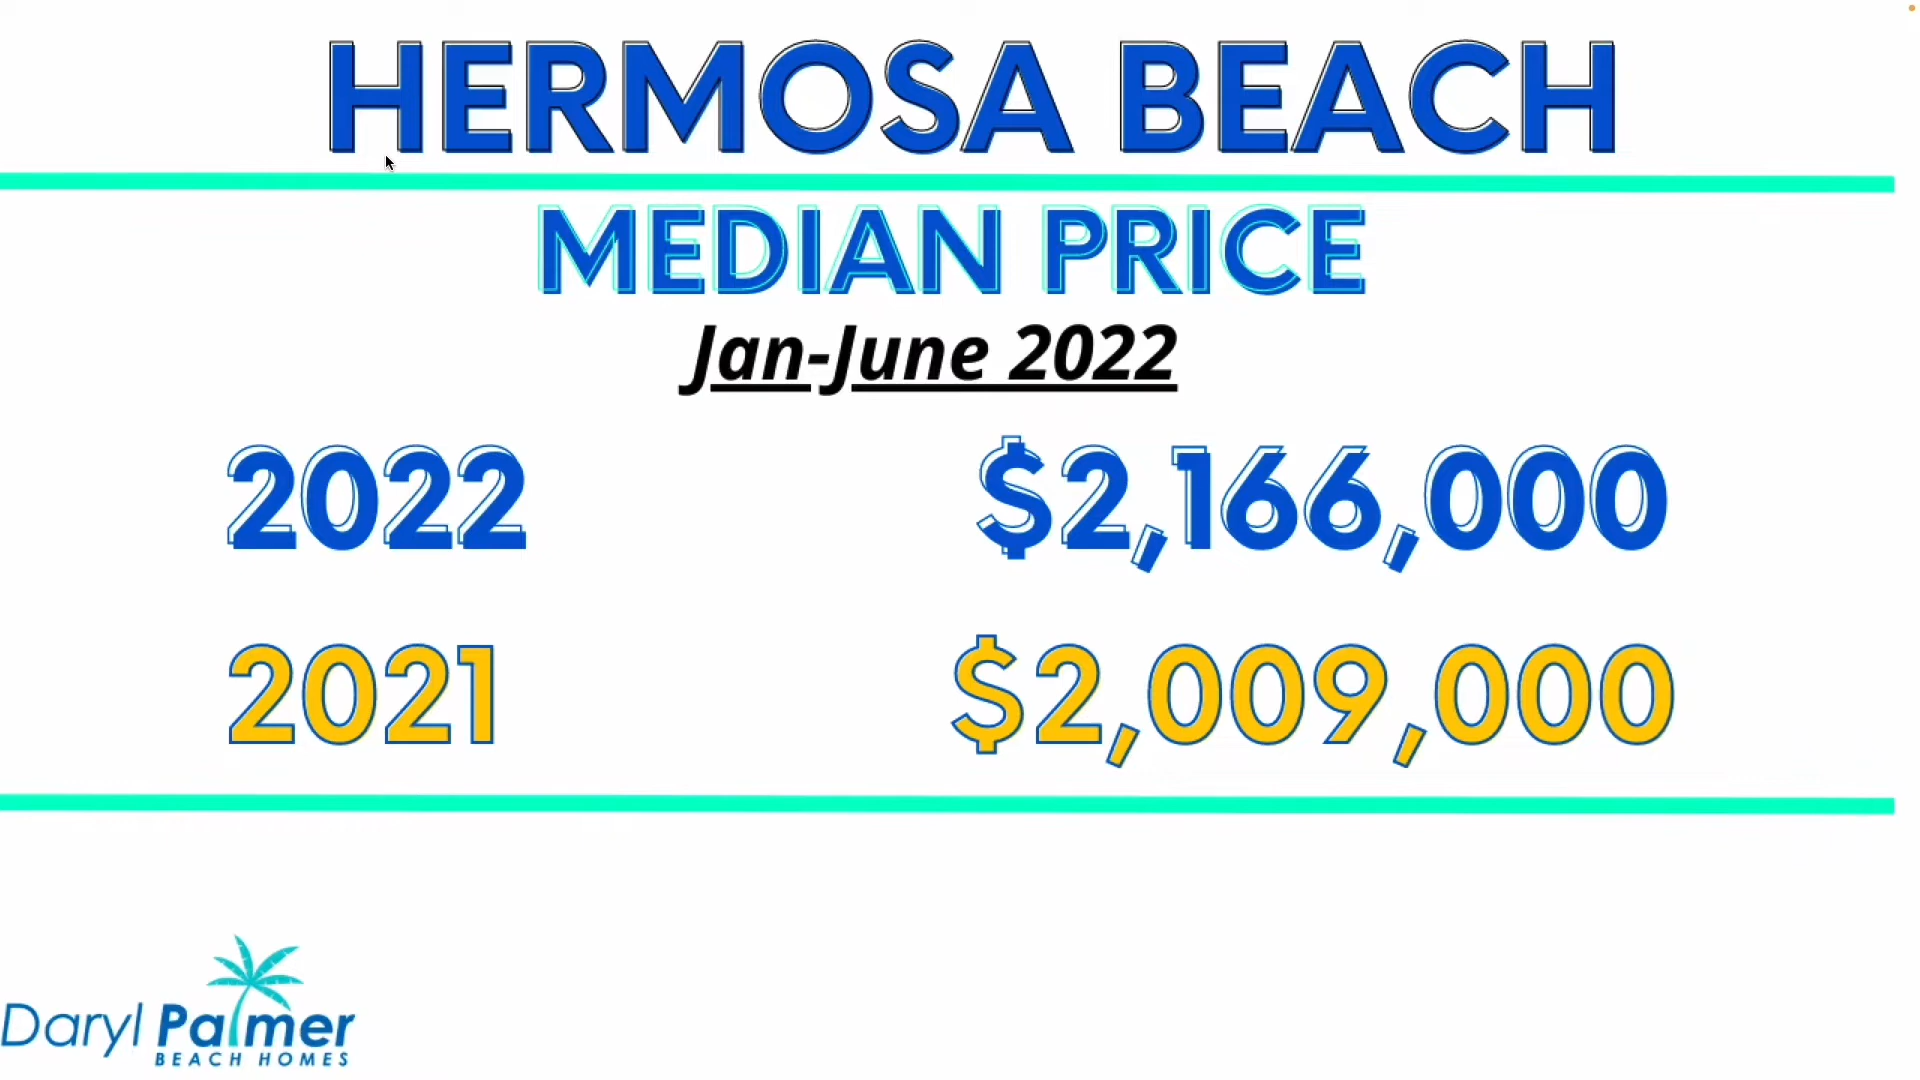 HERMOSA BEACH
MEDIAN PRICE
Jan-June 2022
2022 $2,166,000
2021 $2,009,000
Daryl Palmer
BEACH HOMES